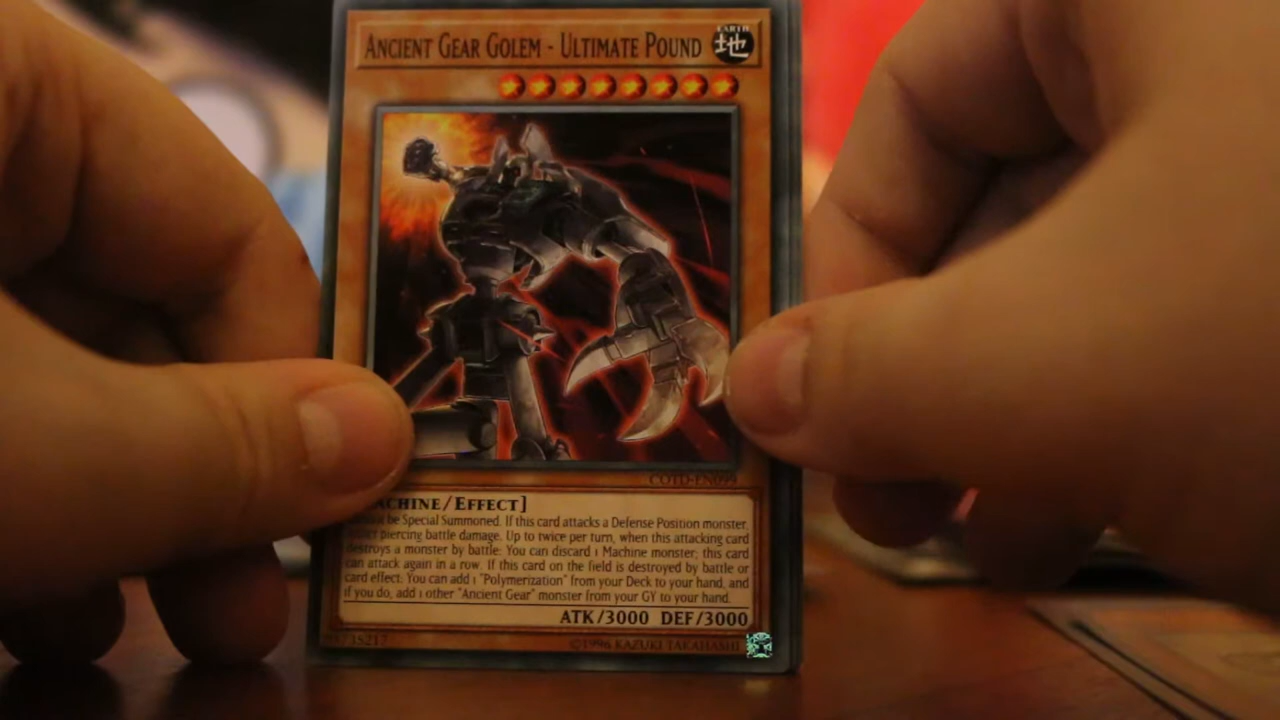 ANCIENT GEAR GOLEM - ULTIMATE POUND
EARTH
地
COTD-EN099
ACHINE/EFFECT]
be Special Summoned. If this card attacks a Defense Position monster,
piercing battle damage. Up to twice per turn, when this attacking card
destroys a monster by battle: You can discard 1 Machine monster; this card
can attack again in a row. If this card on the field is destroyed by battle or
card effect: You can add 1 "Polymerization" from your Deck to your hand, and
if you do, add 1 other "Ancient Gear" monster from your GY to your hand.
ATK/3000 DEF/3000
©1996 KAZUKI TAKAHASHI